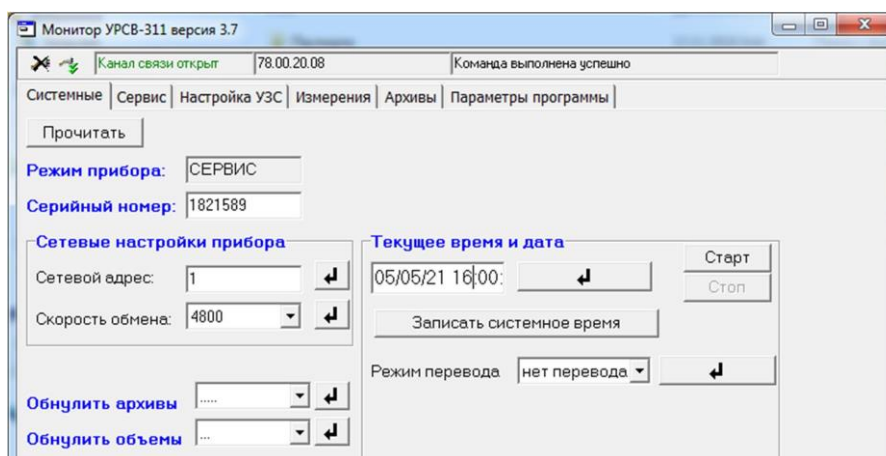 Монитор УРСВ-311 версия 3.7
Канал связи открыт 78.00.20.08 Команда выполнена успешно
Системные Сервис Настройка УЗС Измерения Архивы Параметры программы
Прочитать
Режим прибора: СЕРВИС
Серийный номер: 1821589
Сетевые настройки прибора
Сетевой адрес: 1
Скорость обмена: 4800
Обнулить архивы .....
Обнулить объемы ...
Текущее время и дата
05/05/21 16:00:
Старт
Стоп
Записать системное время
Режим перевода нет перевода